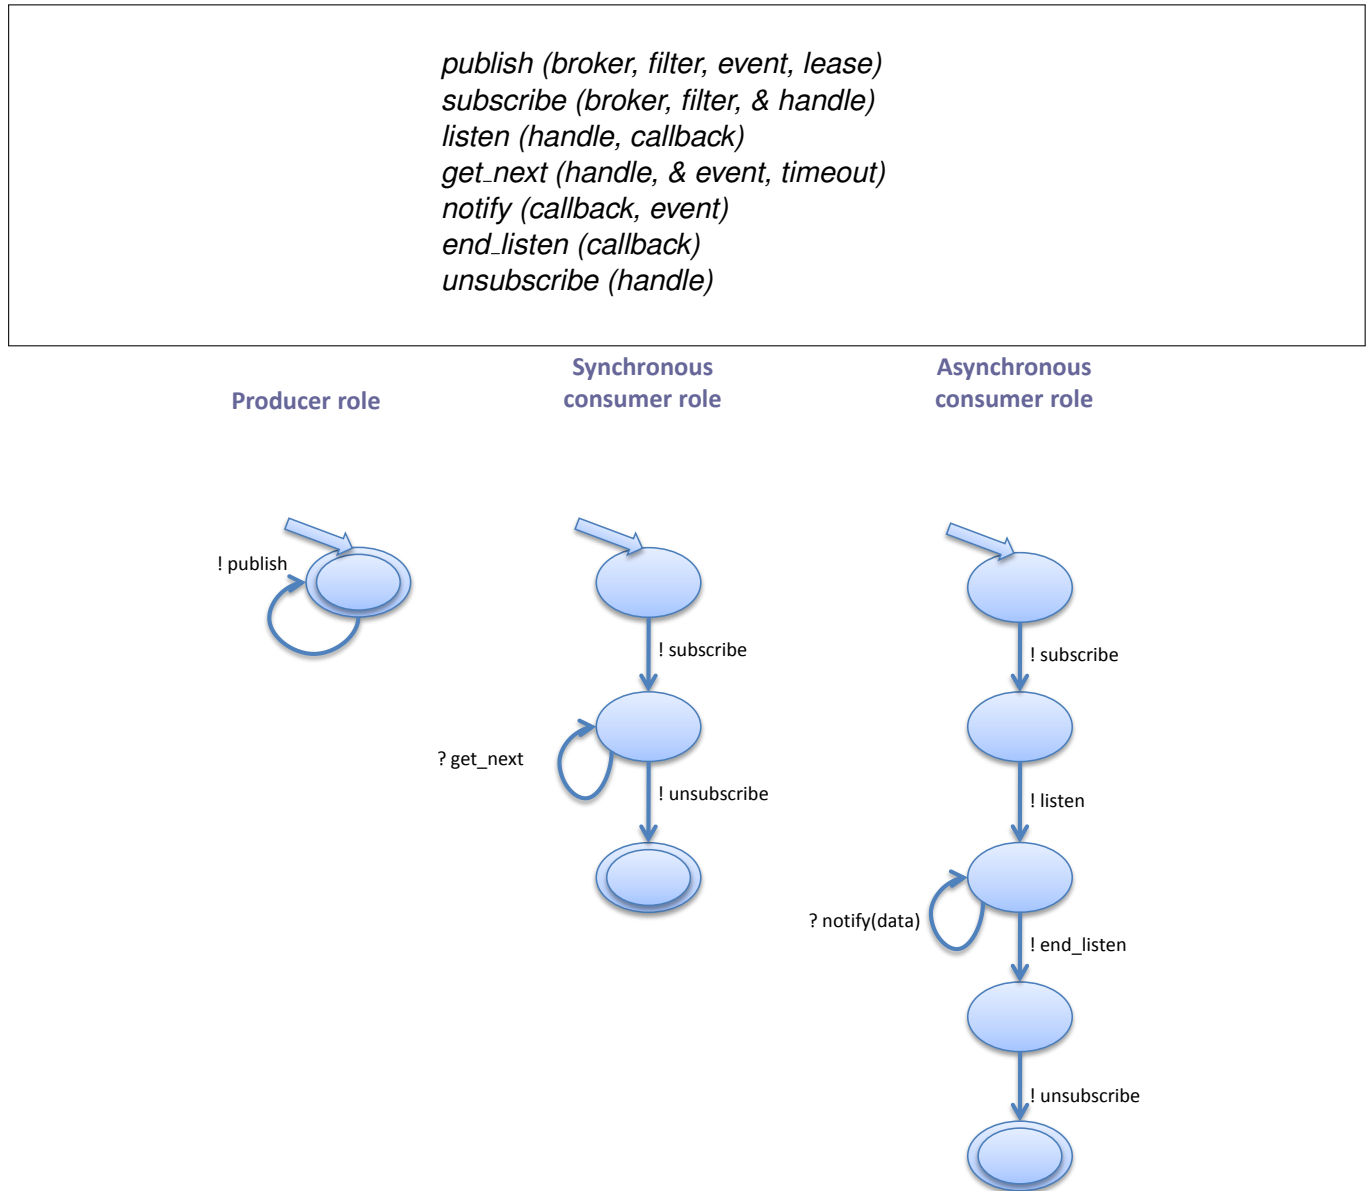 publish (broker, filter, event, lease)
subscribe (broker, filter, & handle)
listen (handle, callback)
get_next (handle, & event, timeout)
notify (callback, event)
end_listen (callback)
unsubscribe (handle)
Producer role
Synchronous
consumer role
Asynchronous
consumer role
! publish
! subscribe
? get_next
! unsubscribe
! subscribe
! listen
? notify(data)
! end_listen
! unsubscribe